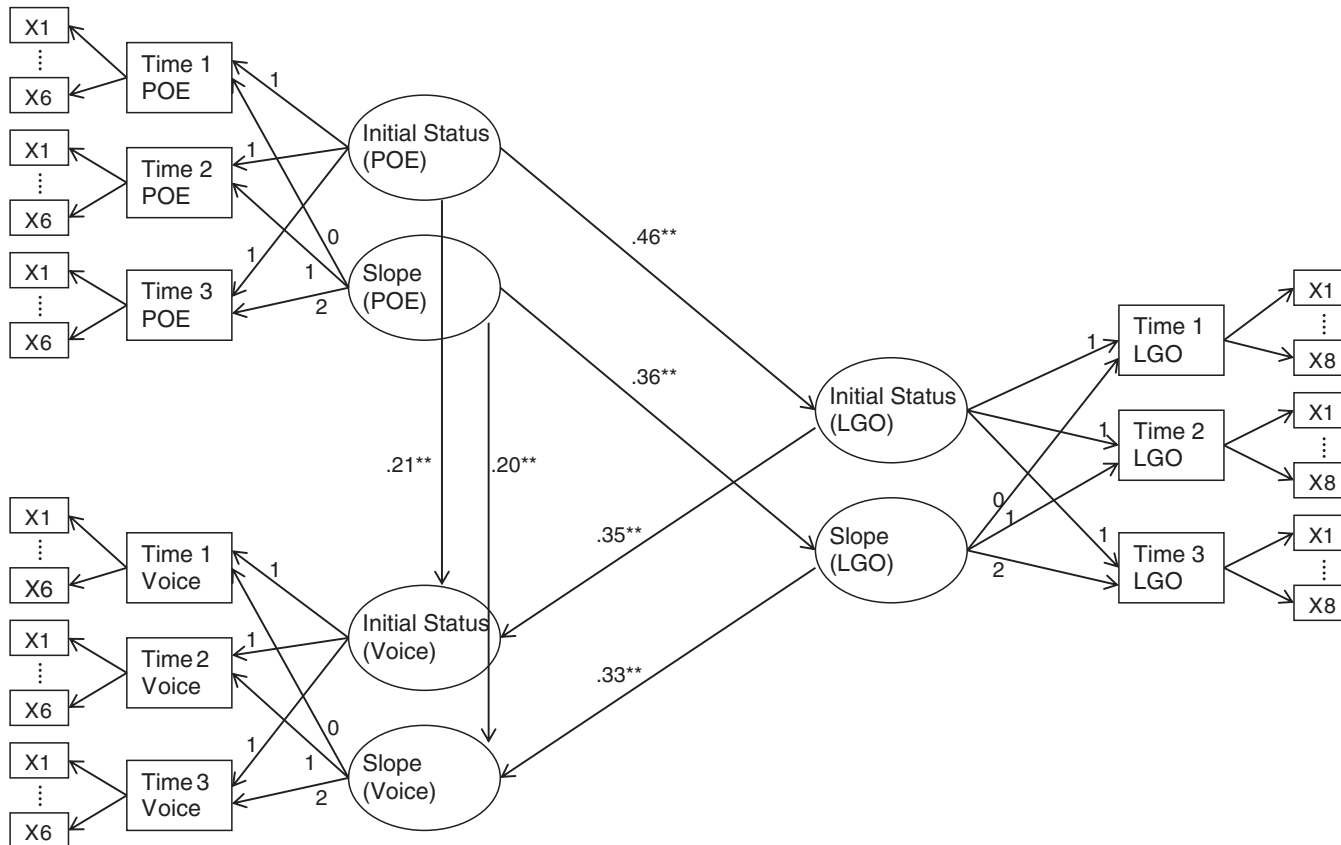 X1
X6
Time 1
POE
X1
X6
Time 2
POE
X1
X6
Time 3
POE
1
1
1
0
1
2
Initial Status
(POE)
Slope
(POE)
.46**
.36**
.21**
.20**
.35**
.33**
Initial Status
(LGO)
Slope
(LGO)
1
1
1
0
1
2
Time 1
LGO
X1
X8
Time 2
LGO
X1
X8
Time 3
LGO
X1
X8
X1
X6
Time 1
Voice
X1
X6
Time 2
Voice
X1
X6
Time 3
Voice
1
1
1
0
1
2
Initial Status
(Voice)
Slope
(Voice)